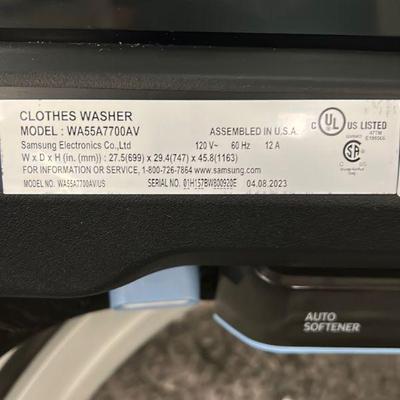 CLOTHES WASHER
MODEL : WA55A7700AV
ASSEMBLED IN U.S.A.
Samsung Electronics Co.,Ltd
120 V~ 60 Hz 12 A
W x D x H (in. (mm)) : 27.5(699) x 29.4(747) x 45.8(1163)
FOR INFORMATION OR SERVICE, 1-800-726-7864 www.samsung.com
MODEL NO. WA55A7700AV/US
SERIAL NO. 01H157BW800920E
04.08.2023
C UL US LISTED
AUTO
SOFTENER